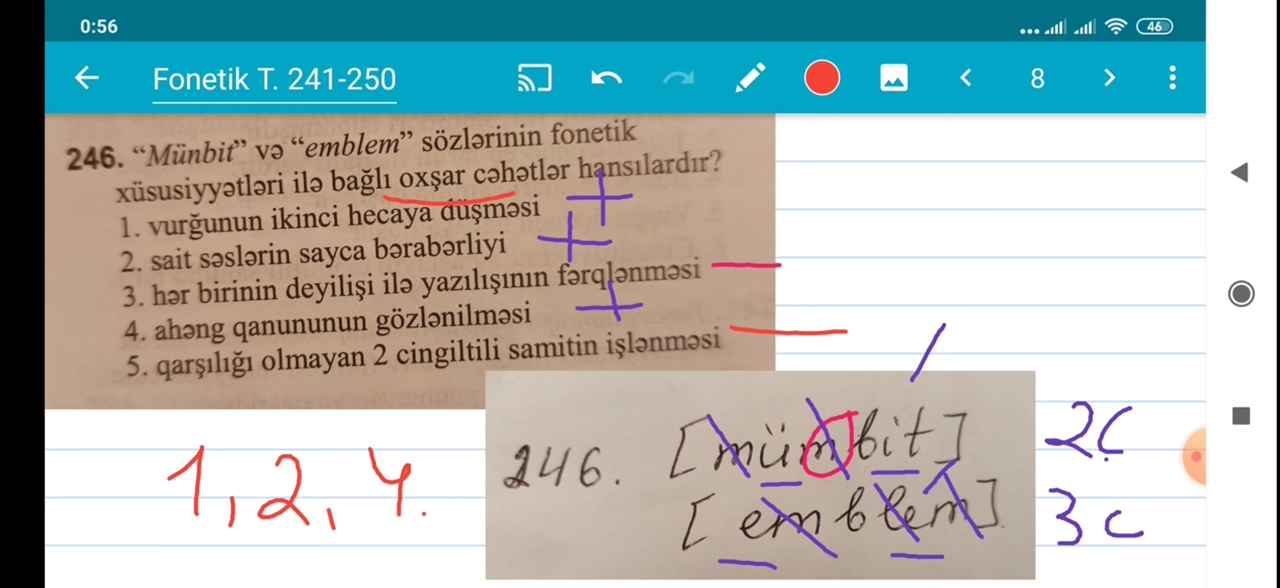 0:56
46
Fonetik T. 241-250
8
246. “Münbit” və “emblem” sözlərinin fonetik
xüsusiyyətləri ilə bağlı oxşar cəhətlər hansılardır?
1. vurğunun ikinci hecaya düşməsi
2. sait səslərin sayca bərabərliyi
3. hər birinin deyilişi ilə yazılışının fərqlənməsi
4. ahəng qanununun gözlənilməsi
5. qarşılığı olmayan 2 cingiltili samitin işlənməsi
1, 2, 4.
246. [mümbit]
[emblem].
2c
3c